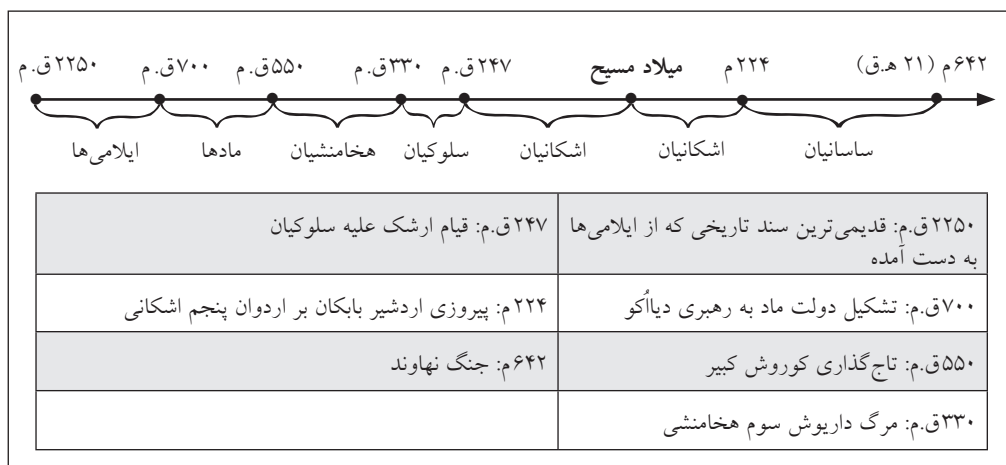 ۲۲۵۰ق.م ۷۰۰ق.م ۵۵۰ق.م ۳۳۰ق.م ۲۴۷ق.م میلاد مسیح ۲۲۴م ۶۴۲م (۲۱ ه‍.ق)
ایلامی‌ها مادها هخامنشیان سلوکیان اشکانیان اشکانیان ساسانیان
۲۲۵۰ق.م: قدیمی‌ترین سند تاریخی که از ایلامی‌ها
به دست آمده
۲۴۷ق.م: قیام ارشک علیه سلوکیان
۷۰۰ق.م: تشکیل دولت ماد به رهبری دیااُکو
۲۲۴م: پیروزی اردشیر بابکان بر اردوان پنجم اشکانی
۵۵۰ق.م: تاج‌گذاری کوروش کبیر
۶۴۲م: جنگ نهاوند
۳۳۰ق.م: مرگ داریوش سوم هخامنشی